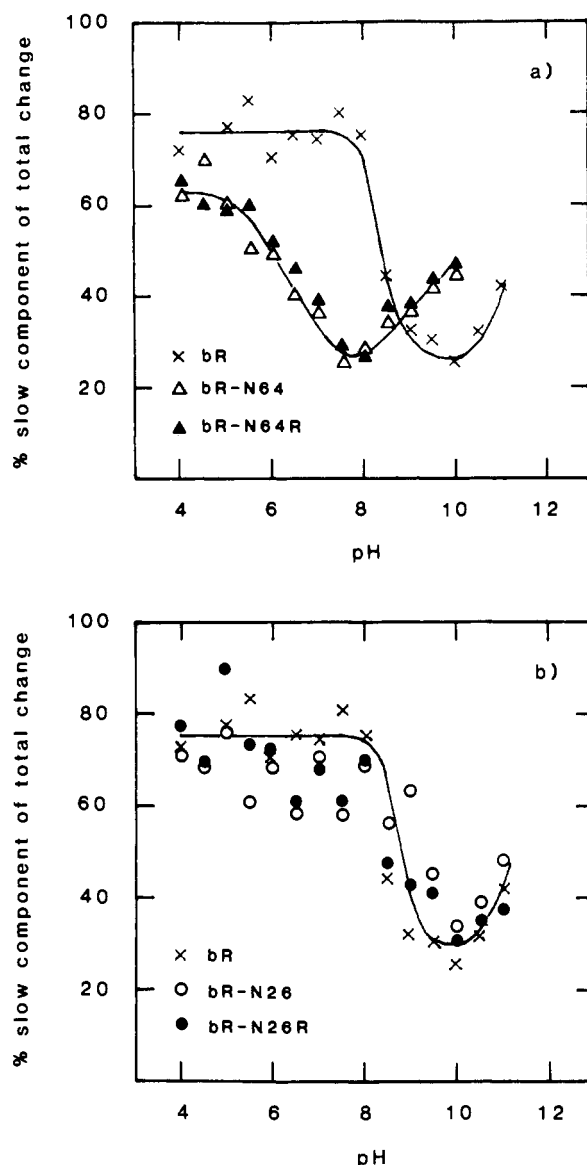 100
a)
80
60
40
× bR
△ bR-N64
20
▲ bR-N64R
4 6 8 10 12
pH
% slow component of total change
100
b)
80
60
40
× bR
○ bR-N26
20
● bR-N26R
4 6 8 10 12
pH
% slow component of total change